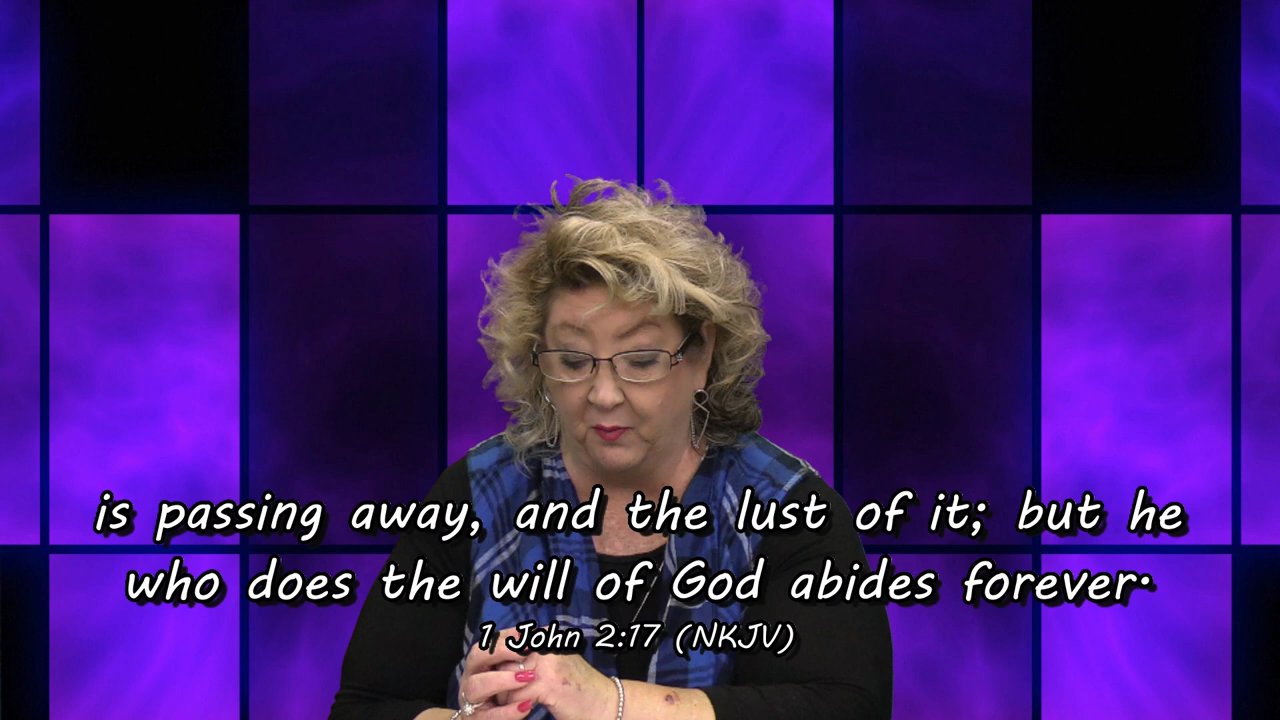 is passing away, and the lust of it; but he
who does the will of God abides forever.
1 John 2:17 (NKJV)